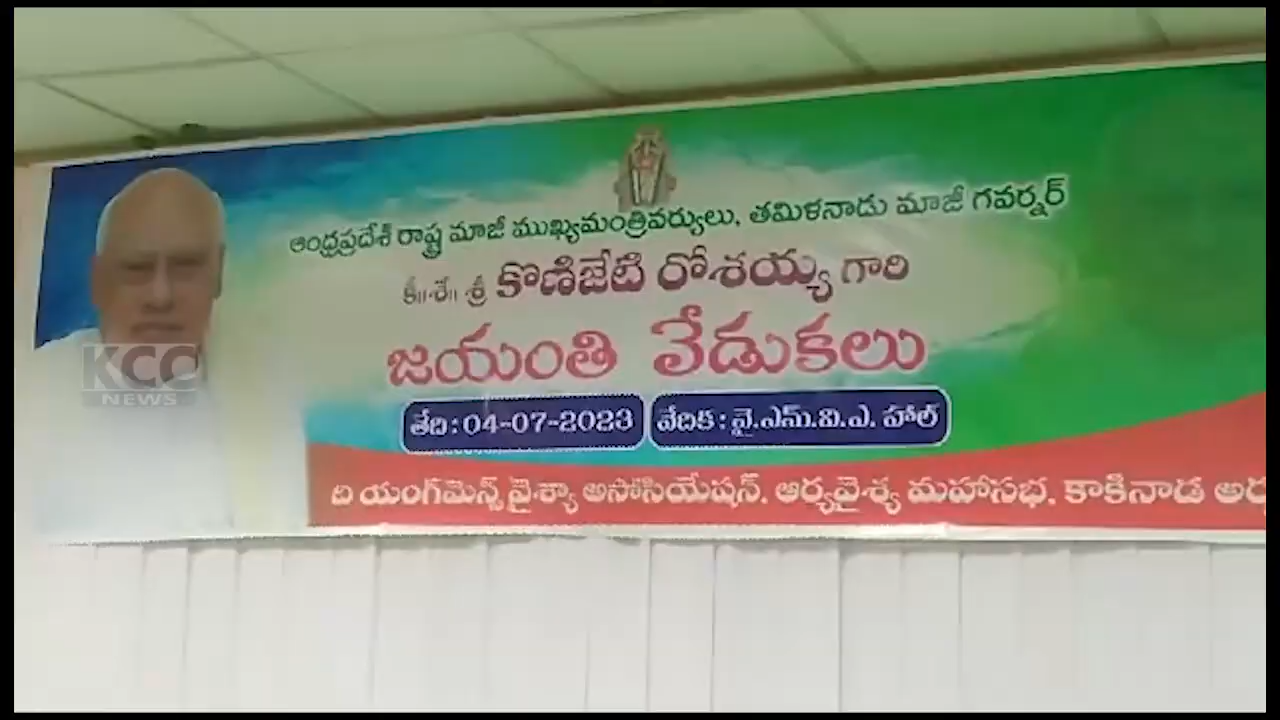 ఆంధ్రప్రదేశ్ రాష్ట్ర మాజీ ముఖ్యమంత్రివర్యులు, తమిళనాడు మాజీ గవర్నర్
కీ॥శే॥ శ్రీ కొణిజేటి రోశయ్య గారి
జయంతి వేడుకలు
తేది : 04-07-2023 వేదిక : వై.ఎమ్.వి.ఎ. హాల్
ది యంగ్‌మెన్స్ వైశ్యా అసోసియేషన్. ఆర్యవైశ్య మహాసభ. కాకినాడ
KCC
NEWS